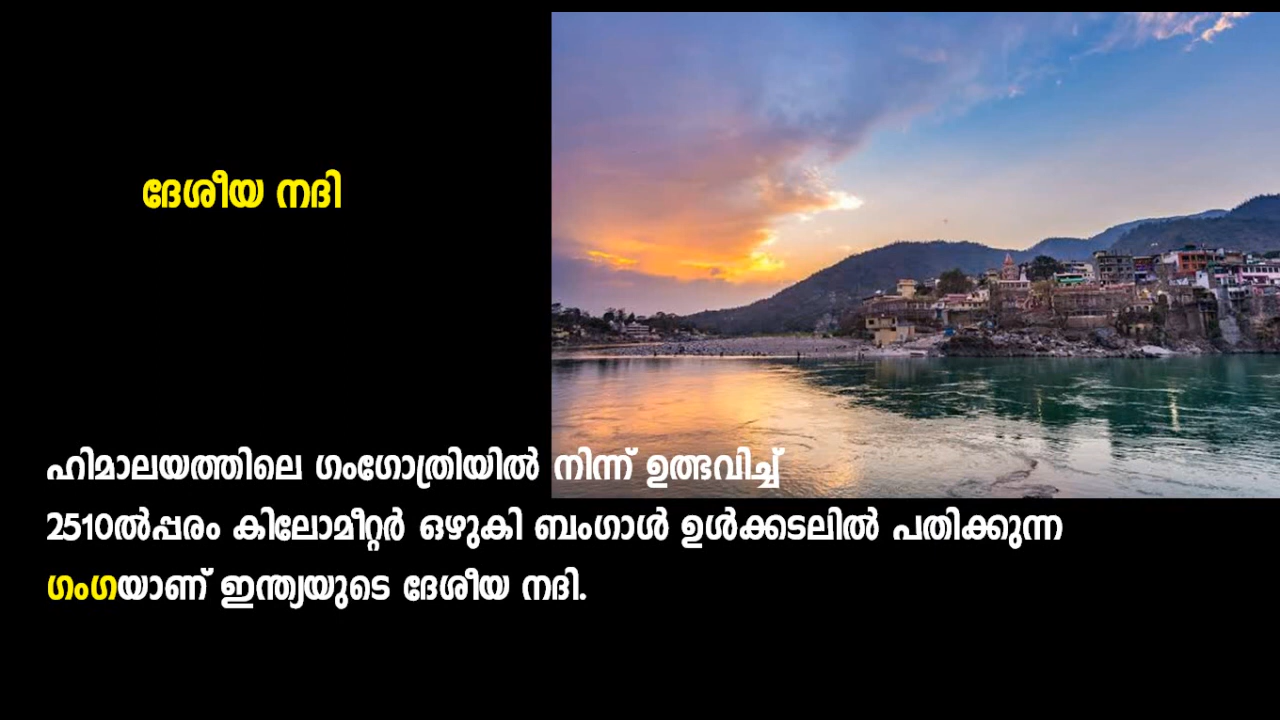 ദേശീയ നദി
ഹിമാലയത്തിലെ ഗംഗോത്രിയിൽ നിന്ന് ഉത്ഭവിച്ച്
2510ൽപ്പരം കിലോമീറ്റർ ഒഴുകി ബംഗാൾ ഉൾക്കടലിൽ പതിക്കുന്ന
ഗംഗയാണ് ഇന്ത്യയുടെ ദേശീയ നദി.